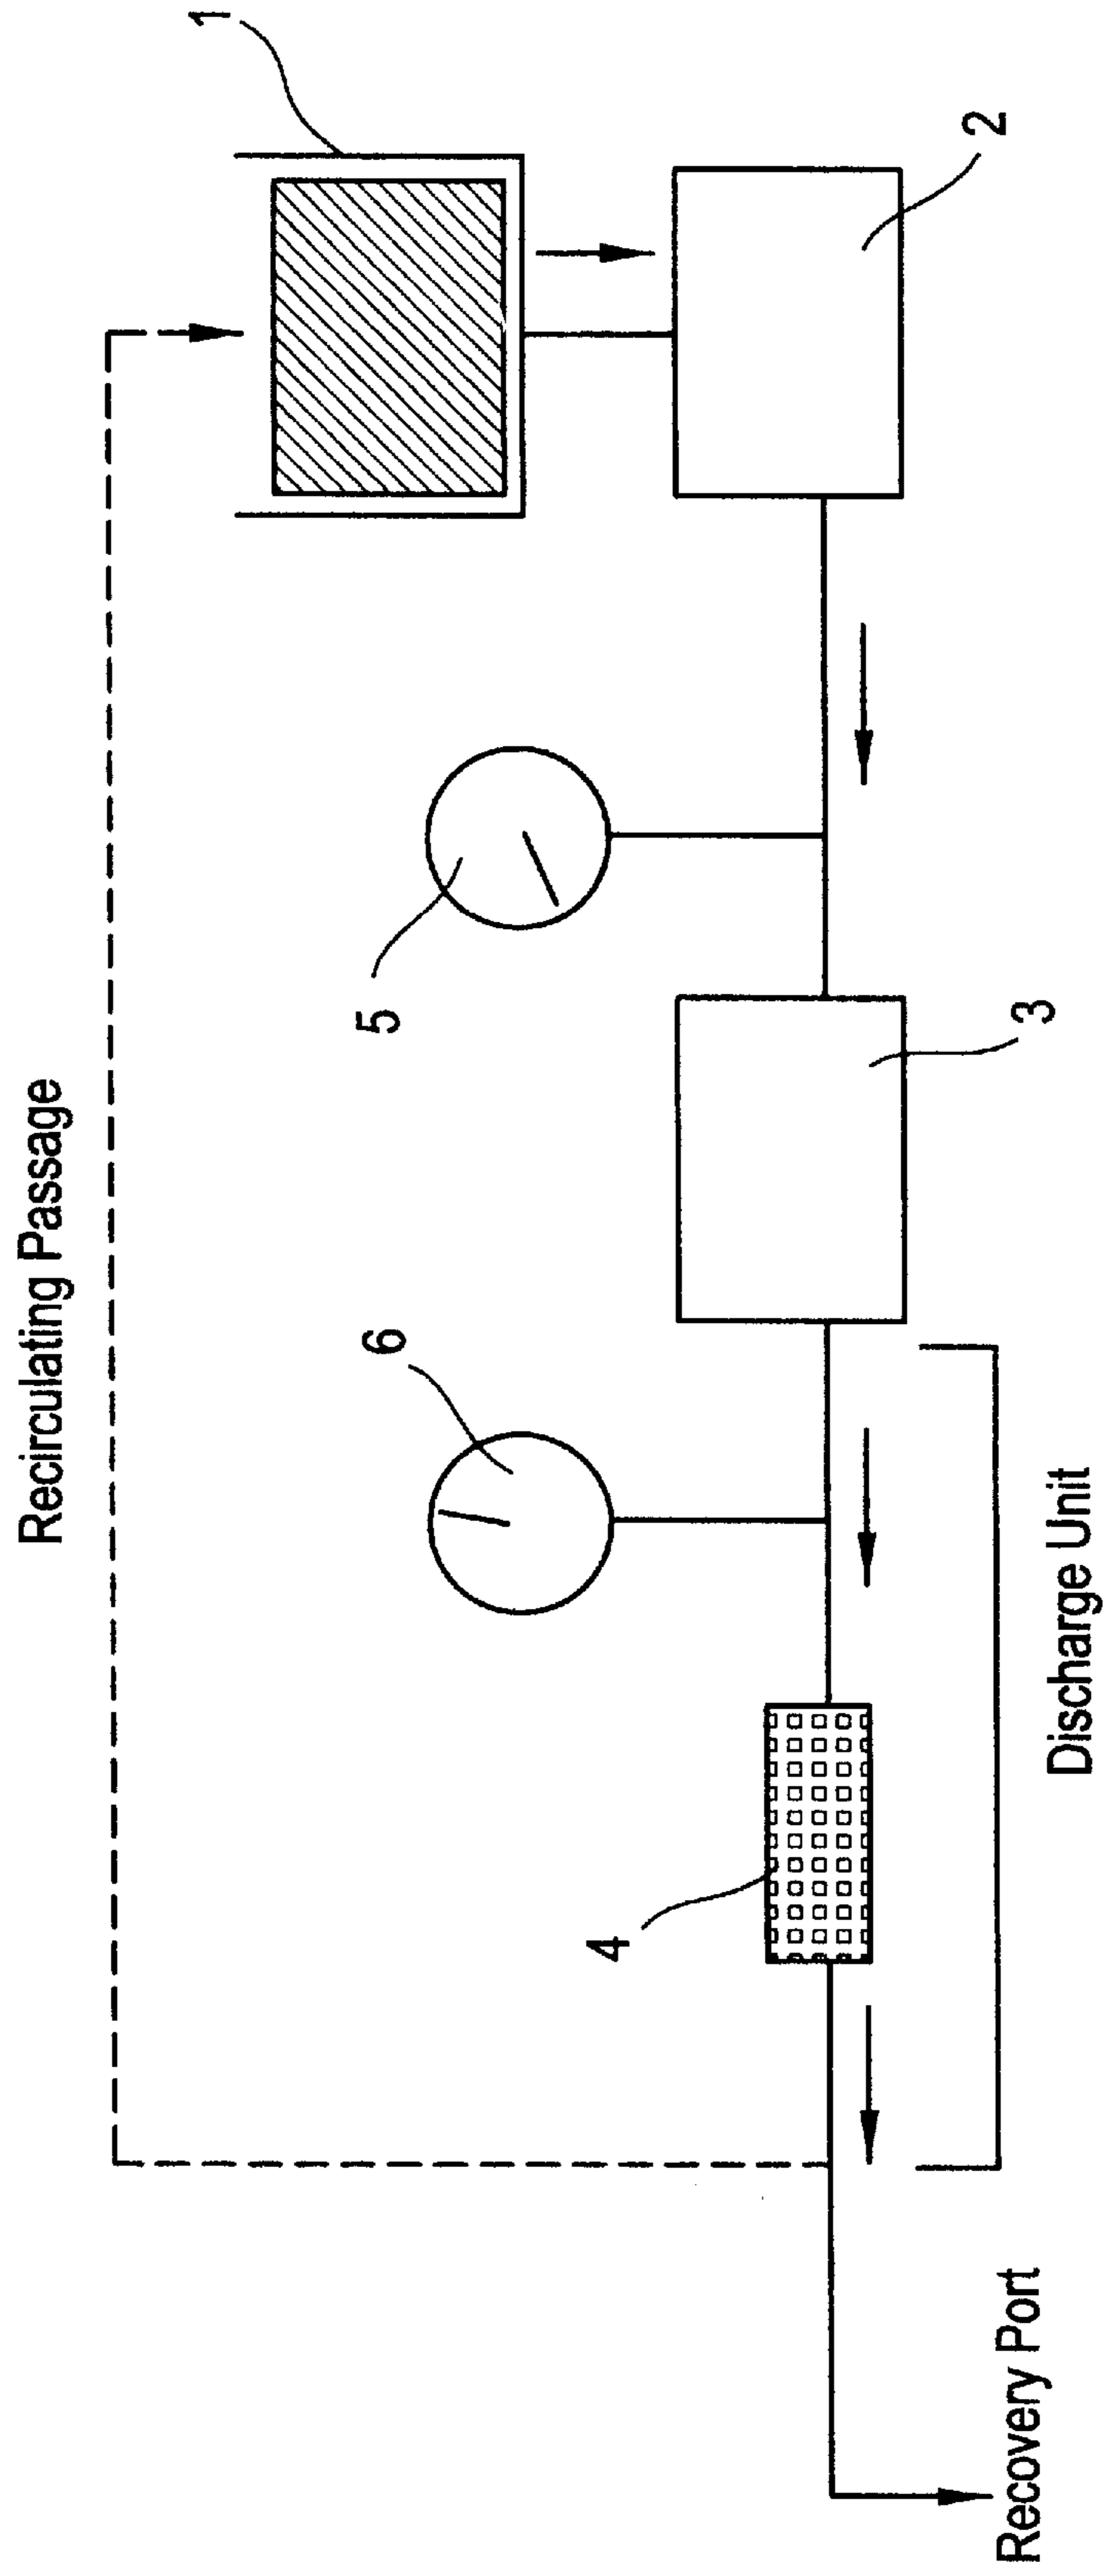 Recirculating Passage
1
2
5
3
6
4
Discharge Unit
Recovery Port